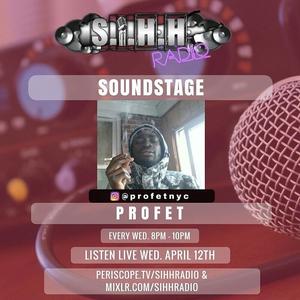 S.I.H.H
RADIO
SOUNDSTAGE
@profetnyc
PROFET
EVERY WED. 8PM - 10PM
LISTEN LIVE WED. APRIL 12TH
PERISCOPE.TV/SIHHRADIO &
MIXLR.COM/SIHHRADIO